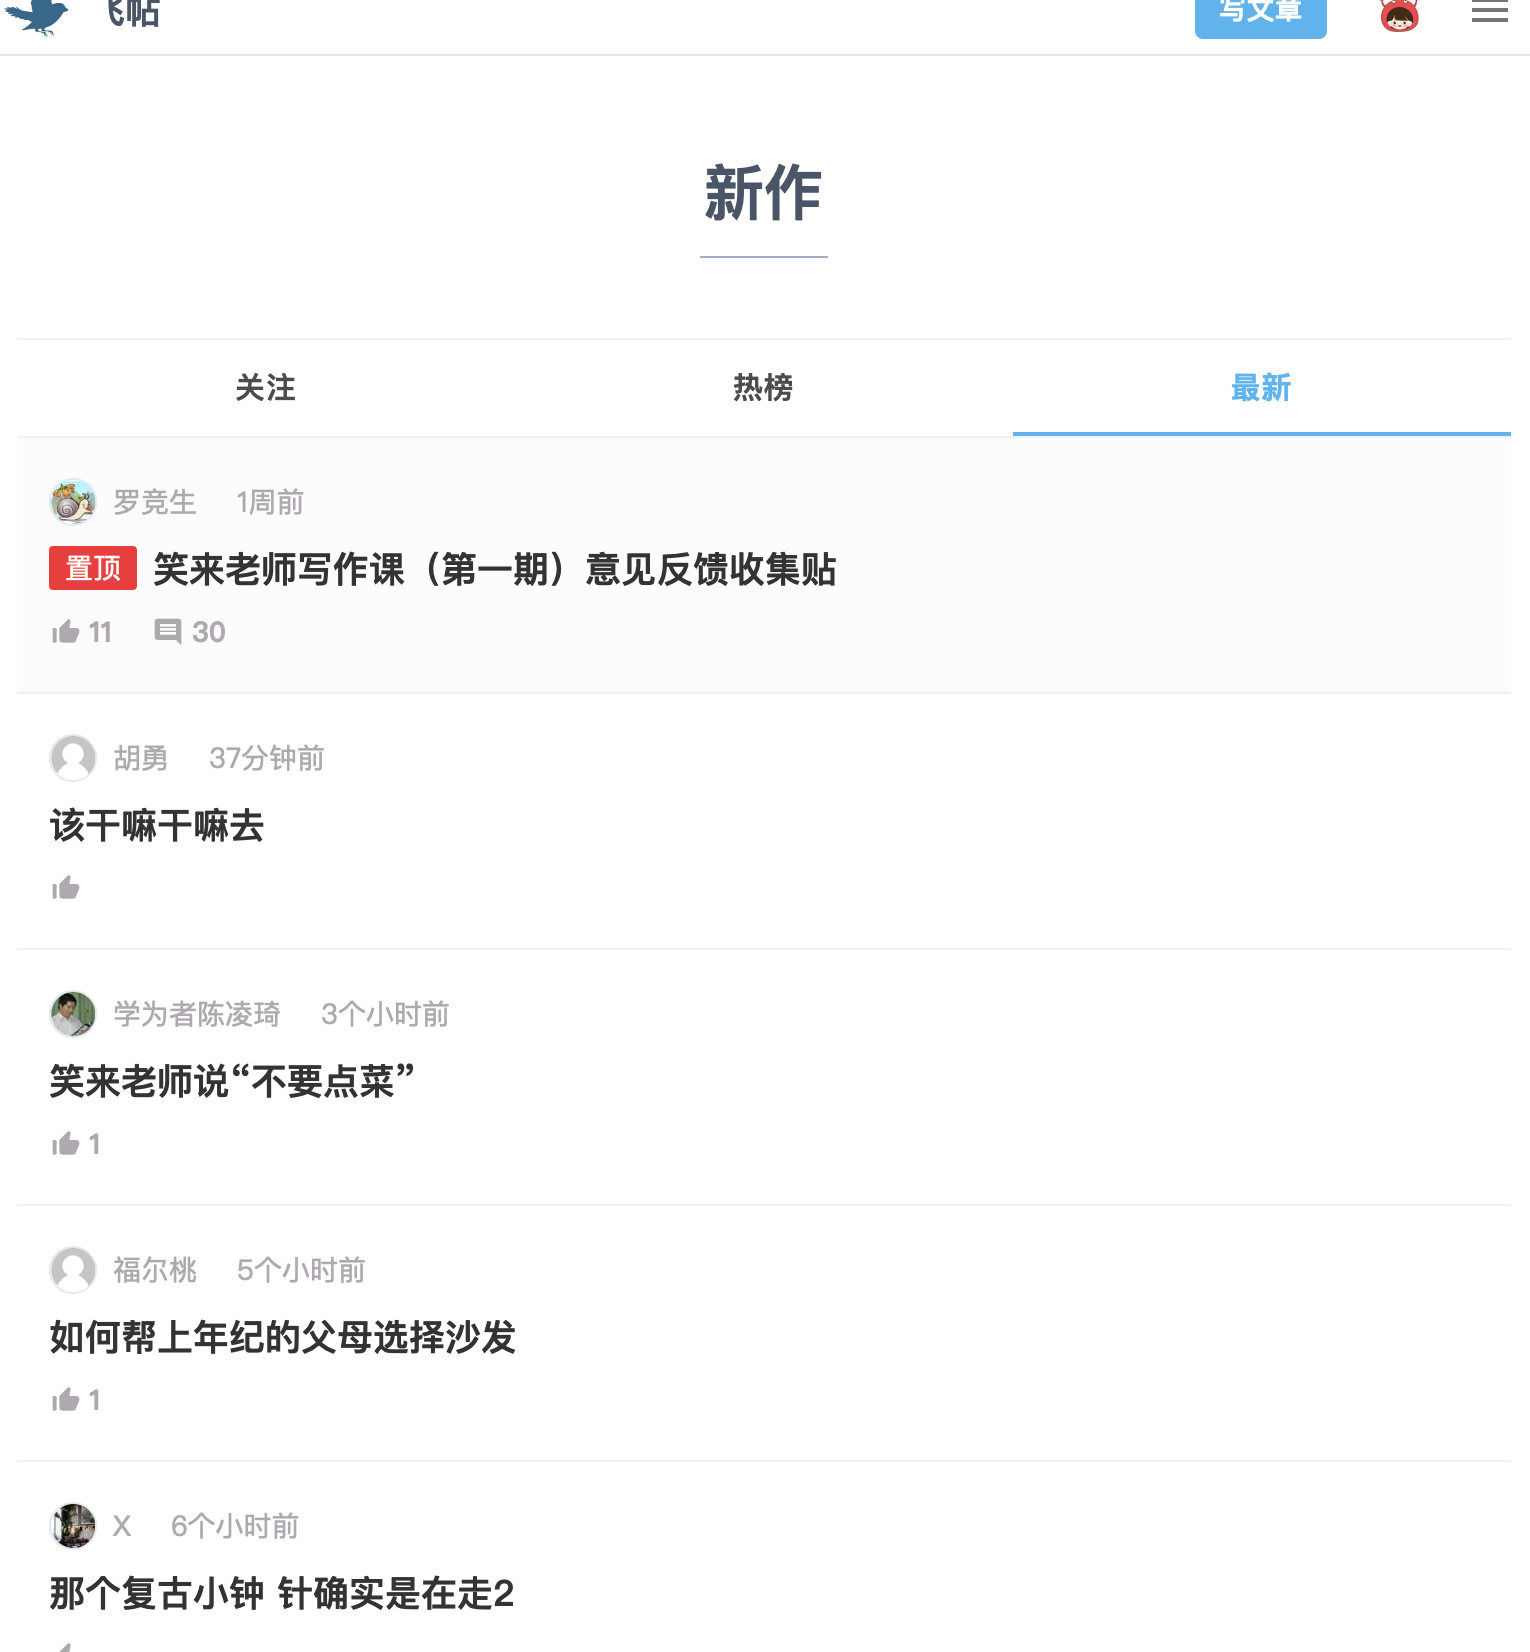 飞帖
写文章
新作
关注 热榜 最新
罗竞生 1周前
置顶 笑来老师写作课（第一期）意见反馈收集贴
11 30
胡勇 37分钟前
该干嘛干嘛去
学为者陈凌琦 3个小时前
笑来老师说“不要点菜”
1
福尔桃 5个小时前
如何帮上年纪的父母选择沙发
1
X 6个小时前
那个复古小钟 针确实是在走2